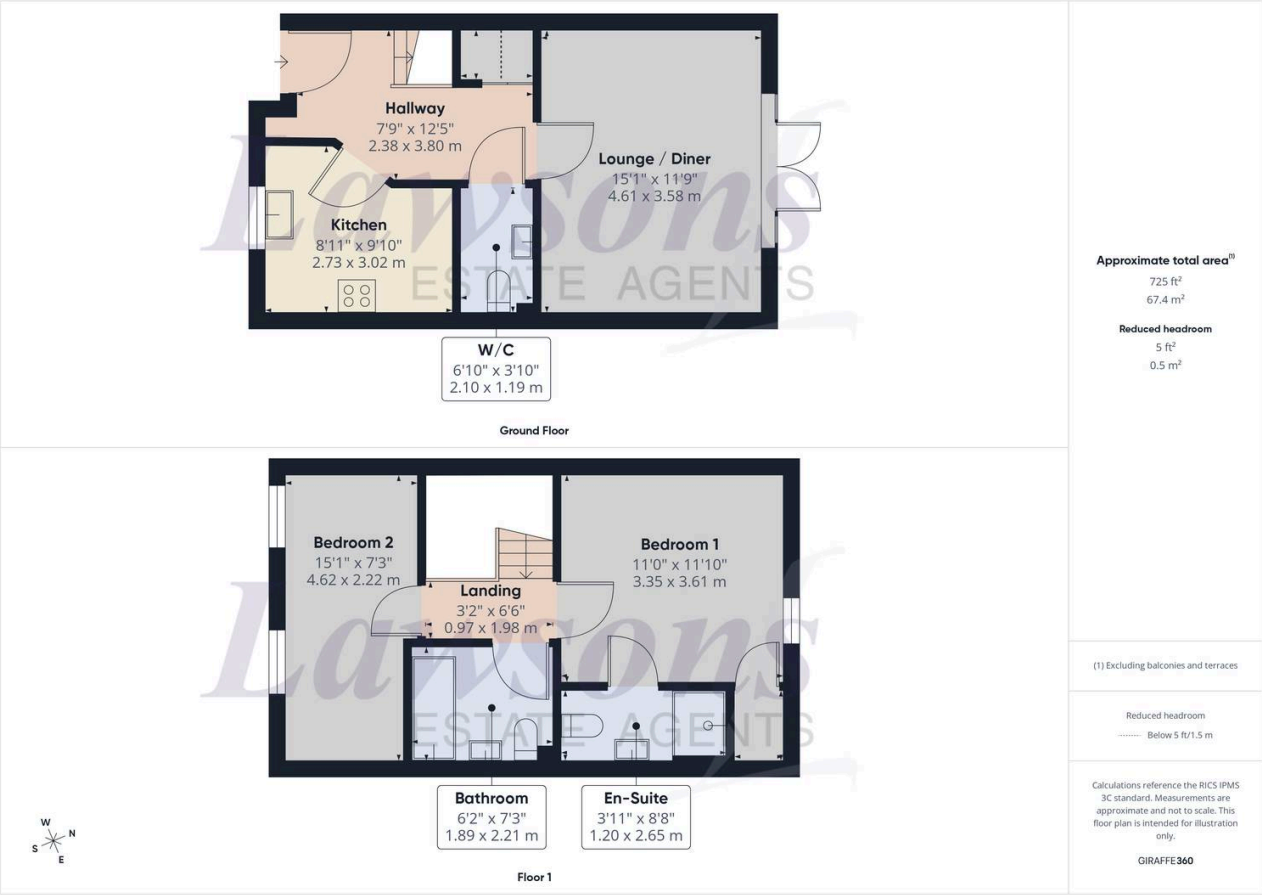 Hallway
7'9" x 12'5"
2.38 x 3.80 m
Lounge / Diner
15'1" x 11'9"
4.61 x 3.58 m
Kitchen
8'11" x 9'10"
2.73 x 3.02 m
Lawsons
ESTATE AGENTS
W/C
6'10" x 3'10"
2.10 x 1.19 m
Ground Floor
Bedroom 2
15'1" x 7'3"
4.62 x 2.22 m
Landing
3'2" x 6'6"
0.97 x 1.98 m
Bedroom 1
11'0" x 11'10"
3.35 x 3.61 m
Lawsons
ESTATE AGENTS
Bathroom
6'2" x 7'3"
1.89 x 2.21 m
En-Suite
3'11" x 8'8"
1.20 x 2.65 m
Floor 1
W
N
S
E
Approximate total area(1)
725 ft²
67.4 m²
Reduced headroom
5 ft²
0.5 m²
(1) Excluding balconies and terraces
Reduced headroom
Below 5 ft/1.5 m
Calculations reference the RICS IPMS
3C standard. Measurements are
approximate and not to scale. This
floor plan is intended for illustration
only.
GIRAFFE360